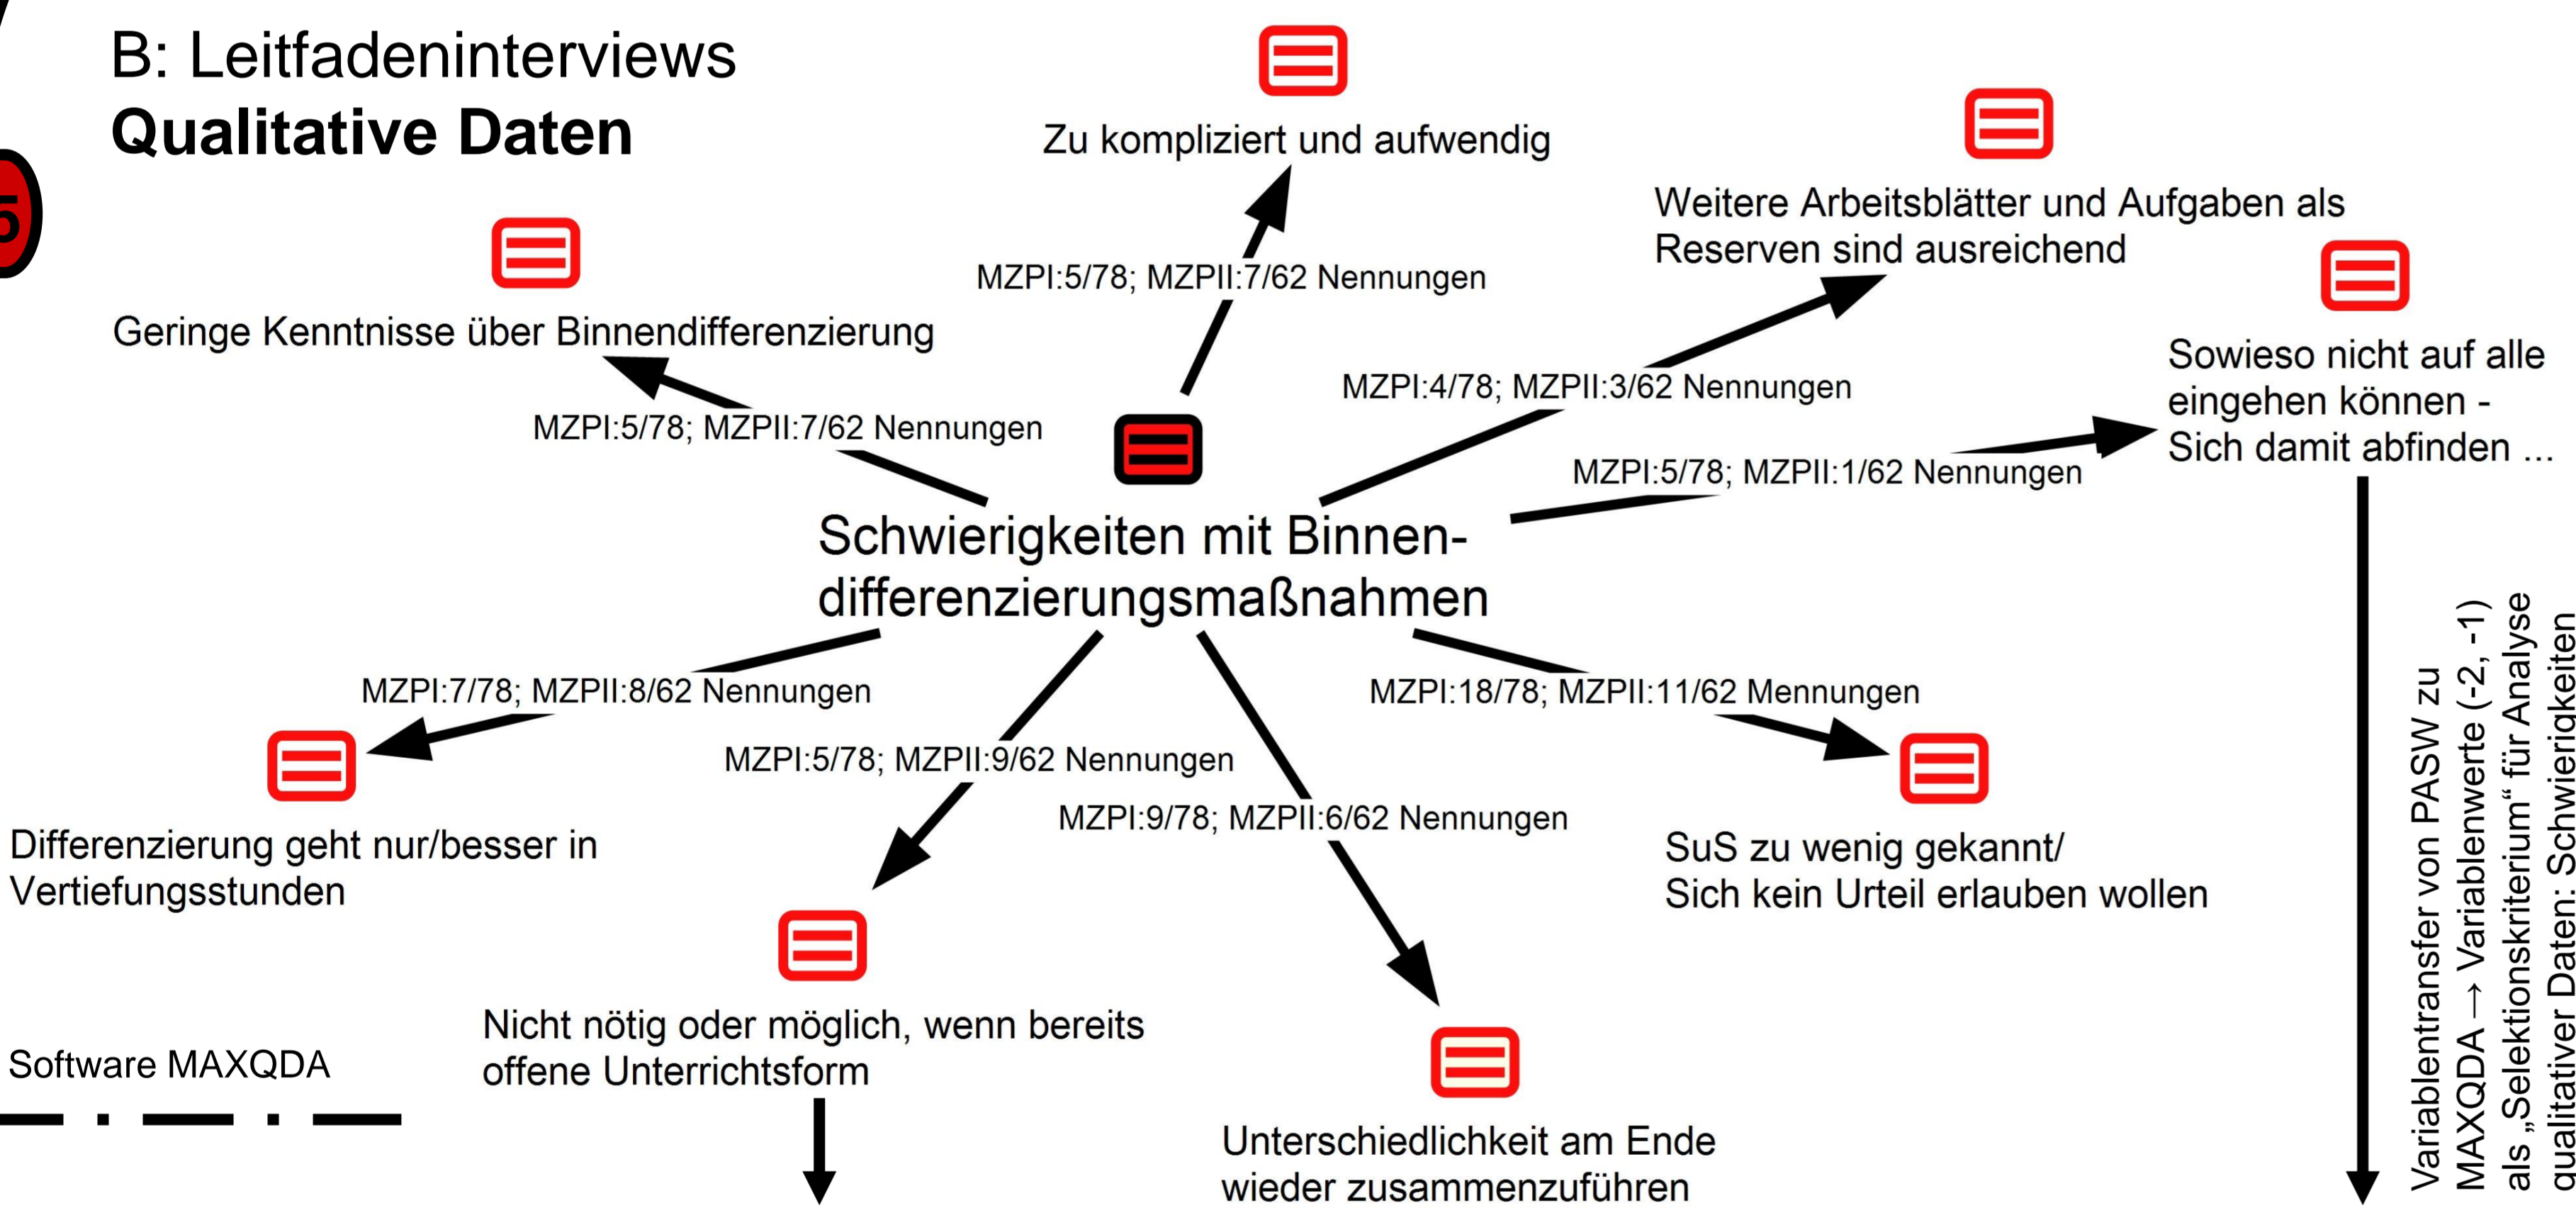 B: Leitfadeninterviews
Qualitative Daten
5
Zu kompliziert und aufwendig
MZPI:5/78; MZPII:7/62 Nennungen
Weitere Arbeitsblätter und Aufgaben als
Reserven sind ausreichend
MZPI:4/78; MZPII:3/62 Nennungen
Geringe Kenntnisse über Binnendifferenzierung
MZPI:5/78; MZPII:7/62 Nennungen
Sowieso nicht auf alle
eingehen können -
Sich damit abfinden ...
MZPI:5/78; MZPII:1/62 Nennungen
Schwierigkeiten mit Binnen-
differenzierungsmaßnahmen
MZPI:7/78; MZPII:8/62 Nennungen
Differenzierung geht nur/besser in
Vertiefungsstunden
MZPI:5/78; MZPII:9/62 Nennungen
Nicht nötig oder möglich, wenn bereits
offene Unterrichtsform
MZPI:9/78; MZPII:6/62 Nennungen
Unterschiedlichkeit am Ende
wieder zusammenzuführen
MZPI:18/78; MZPII:11/62 Mennungen
SuS zu wenig gekannt/
Sich kein Urteil erlauben wollen
Software MAXQDA
Variablentransfer von PASW zu
MAXQDA → Variablenwerte (-2, -1)
als „Selektionskriterium“ für Analyse
qualitativer Daten: Schwierigkeiten